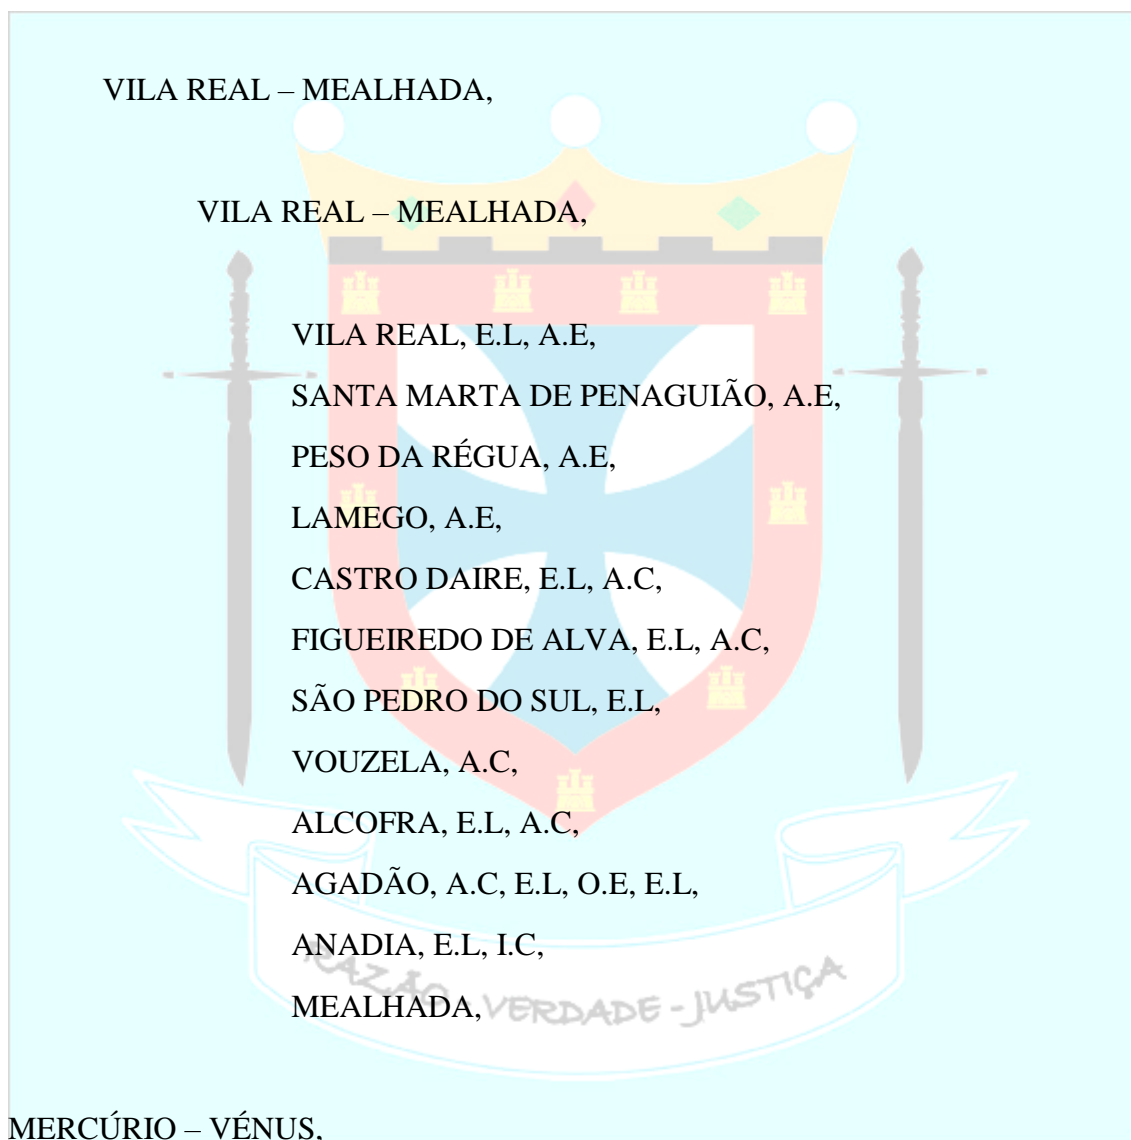 VILA REAL – MEALHADA,
VILA REAL – MEALHADA,
VILA REAL, E.L, A.E,
SANTA MARTA DE PENAGUIÃO, A.E,
PESO DA RÉGUA, A.E,
LAMEGO, A.E,
CASTRO DAIRE, E.L, A.C,
FIGUEIREDO DE ALVA, E.L, A.C,
SÃO PEDRO DO SUL, E.L,
VOUZELA, A.C,
ALCOFRA, E.L, A.C,
AGADÃO, A.C, E.L, O.E, E.L,
ANADIA, E.L, I.C,
MEALHADA,
RAZÃO - VERDADE - JUSTIÇA
MERCÚRIO – VÉNUS,